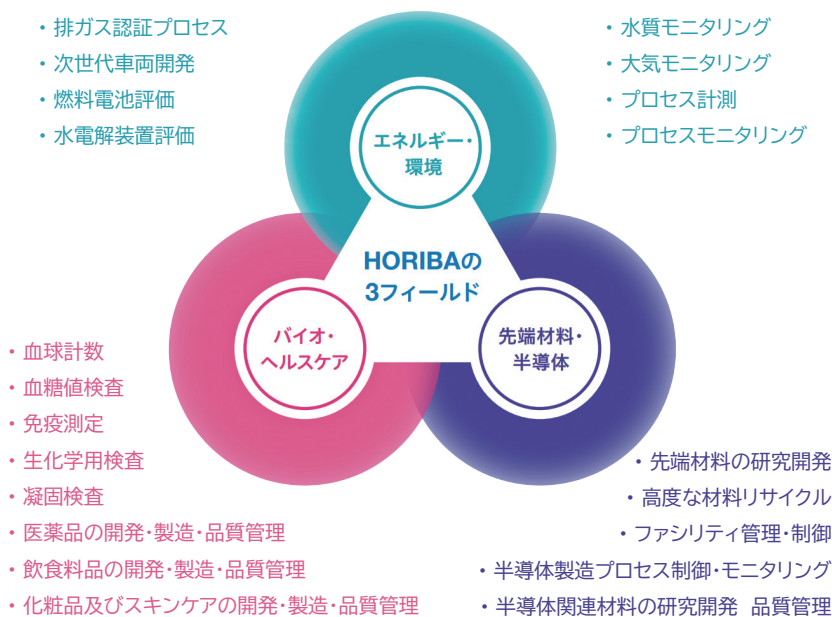 ・排ガス認証プロセス
・次世代車両開発
・燃料電池評価
・水電解装置評価
・水質モニタリング
・大気モニタリング
・プロセス計測
・プロセスモニタリング
エネルギー・
環境
HORIBAの
3フィールド
バイオ・
ヘルスケア
先端材料・
半導体
・血球計数
・血糖値検査
・免疫測定
・生化学用検査
・凝固検査
・医薬品の開発・製造・品質管理
・飲食料品の開発・製造・品質管理
・化粧品及びスキンケアの開発・製造・品質管理
・先端材料の研究開発
・高度な材料リサイクル
・ファシリティ管理・制御
・半導体製造プロセス制御・モニタリング
・半導体関連材料の研究開発 品質管理